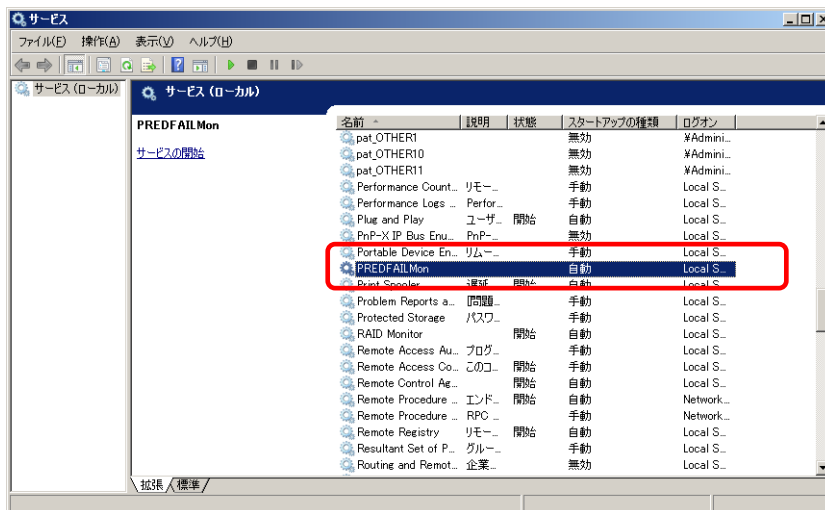 サービス
ファイル(F) 操作(A) 表示(V) ヘルプ(H)
サービス (ローカル)
サービス (ローカル)
PREDFAILMon
サービスの開始
名前 説明 状態 スタートアップの種類 ログオン
pat_OTHER1 無効 ¥Admini...
pat_OTHER10 無効 ¥Admini...
pat_OTHER11 無効 ¥Admini...
Performance Count... リモー... 手動 Local S...
Performance Logs ... Perfor... 手動 Local S...
Plug and Play ユーザ... 開始 自動 Local S...
PnP-X IP Bus Enu... PnP-... 無効 Local S...
Portable Device En... リムー... 手動 Local S...
PREDFAILMon 自動 Local S...
Print Spooler 遅延... 開始 自動 Local S...
Problem Reports a... [問題... 手動 Local S...
Protected Storage パスワ... 手動 Local S...
RAID Monitor 開始 自動 Local S...
Remote Access Au... プログ... 手動 Local S...
Remote Access Co... このコ... 開始 手動 Local S...
Remote Control Ag... 開始 自動 Local S...
Remote Procedure ... エンド... 開始 自動 Network...
Remote Procedure ... RPC ... 手動 Network...
Remote Registry リモー... 開始 自動 Local S...
Resultant Set of P... グルー... 手動 Local S...
Routing and Remot... 企業... 無効 Local S...
拡張 標準